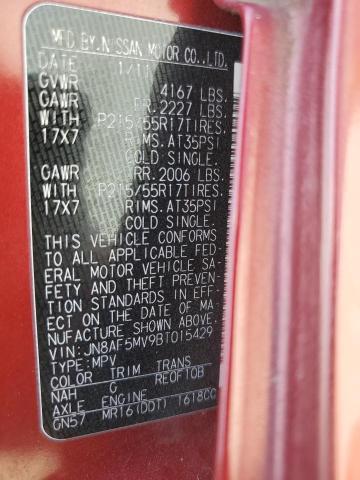 MFD.BY.NISSAN MOTOR CO.,LTD.
DATE 1/11
GVWR 4167 LBS.
GAWR FR.2227 LBS.
WITH P215/55R17TIRES.
17X7 RIMS.AT35PSI
COLD SINGLE.
GAWR RR.2006 LBS.
WITH P215/55R17TIRES.
17X7 RIMS.AT35PSI
COLD SINGLE.
THIS VEHICLE CONFORMS
TO ALL APPLICABLE FED-
ERAL MOTOR VEHICLE SA-
FETY AND THEFT PREVEN-
TION STANDARDS IN EFF-
ECT ON THE DATE OF MA-
NUFACTURE SHOWN ABOVE.
VIN:JN8AF5MV9BT015429
TYPE:MPV
COLOR TRIM TRANS
NAH G RE0F10B
AXLE ENGINE
GN57 MR16(DDT) 1618CC